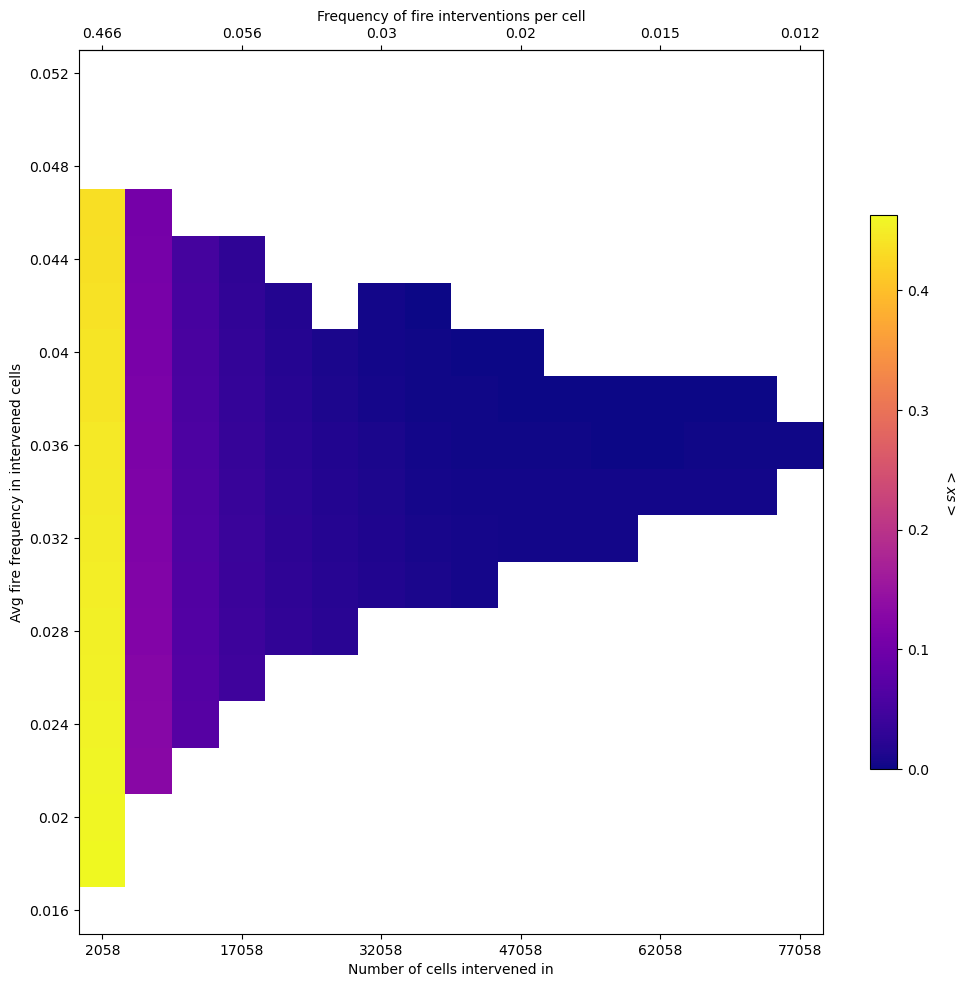 Frequency of fire interventions per cell
0.466 0.056 0.03 0.02 0.015 0.012
0.052
0.048
0.044
0.04
0.036
0.032
0.028
0.024
0.02
0.016
Avg fire frequency in intervened cells
2058 17058 32058 47058 62058 77058
Number of cells intervened in
0.4
0.3
0.2
0.1
0.0
< sx >